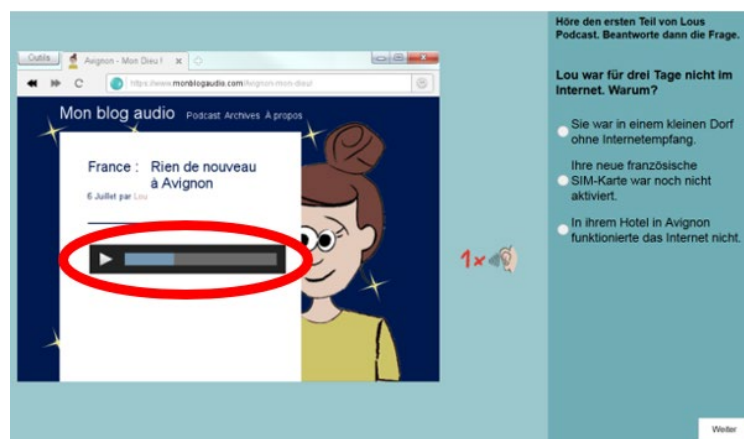 Outils
Avignon - Mon Dieu !
https://www.monblogaudio.com/Avignon-mon-dieu/
Mon blog audio Podcast Archives À propos
France : Rien de nouveau
à Avignon
6 Juillet par Lou
1x
Höre den ersten Teil von Lous
Podcast. Beantworte dann die Frage.
Lou war für drei Tage nicht im
Internet. Warum?
Sie war in einem kleinen Dorf
ohne Internetempfang.
Ihre neue französische
SIM-Karte war noch nicht
aktiviert.
In ihrem Hotel in Avignon
funktionierte das Internet nicht.
Weiter